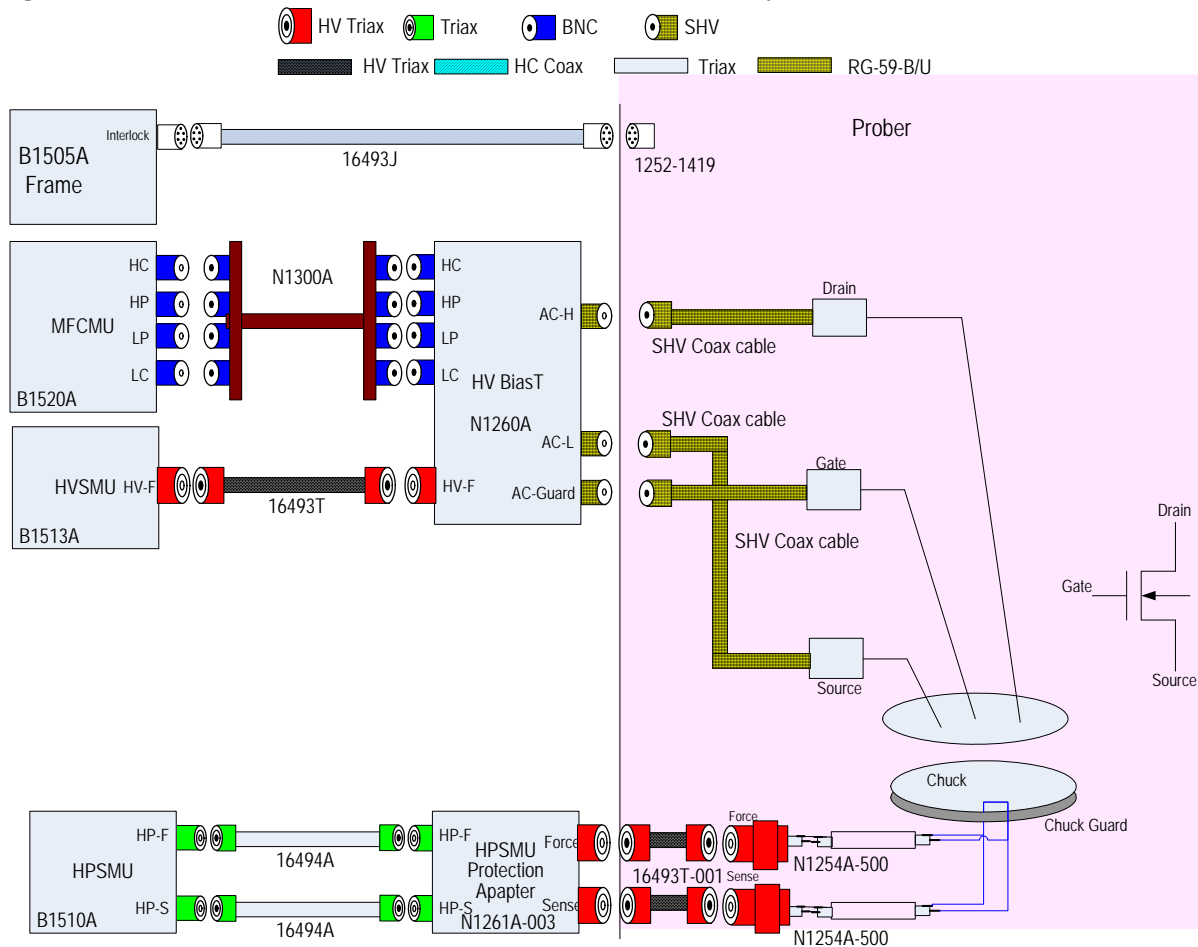 HV Triax Triax BNC SHV
HV Triax HC Coax Triax RG-59-B/U
Interlock
B1505A
Frame
16493J
1252-1419
Prober
MFCMU
B1520A
HC
HP
LP
LC
N1300A
HC
HP
LP
LC
HV BiasT
N1260A
AC-H
AC-L
AC-Guard
HV-F
HVSMU
HV-F
B1513A
16493T
Drain
SHV Coax cable
SHV Coax cable
Gate
SHV Coax cable
Source
Drain
Gate
Source
Chuck
Chuck Guard
HPSMU
B1510A
HP-F
HP-S
16494A
16494A
HP-F
HP-S
HPSMU
Protection
Apapter
N1261A-003
Force
Sense
16493T-001
Force
Sense
N1254A-500
N1254A-500